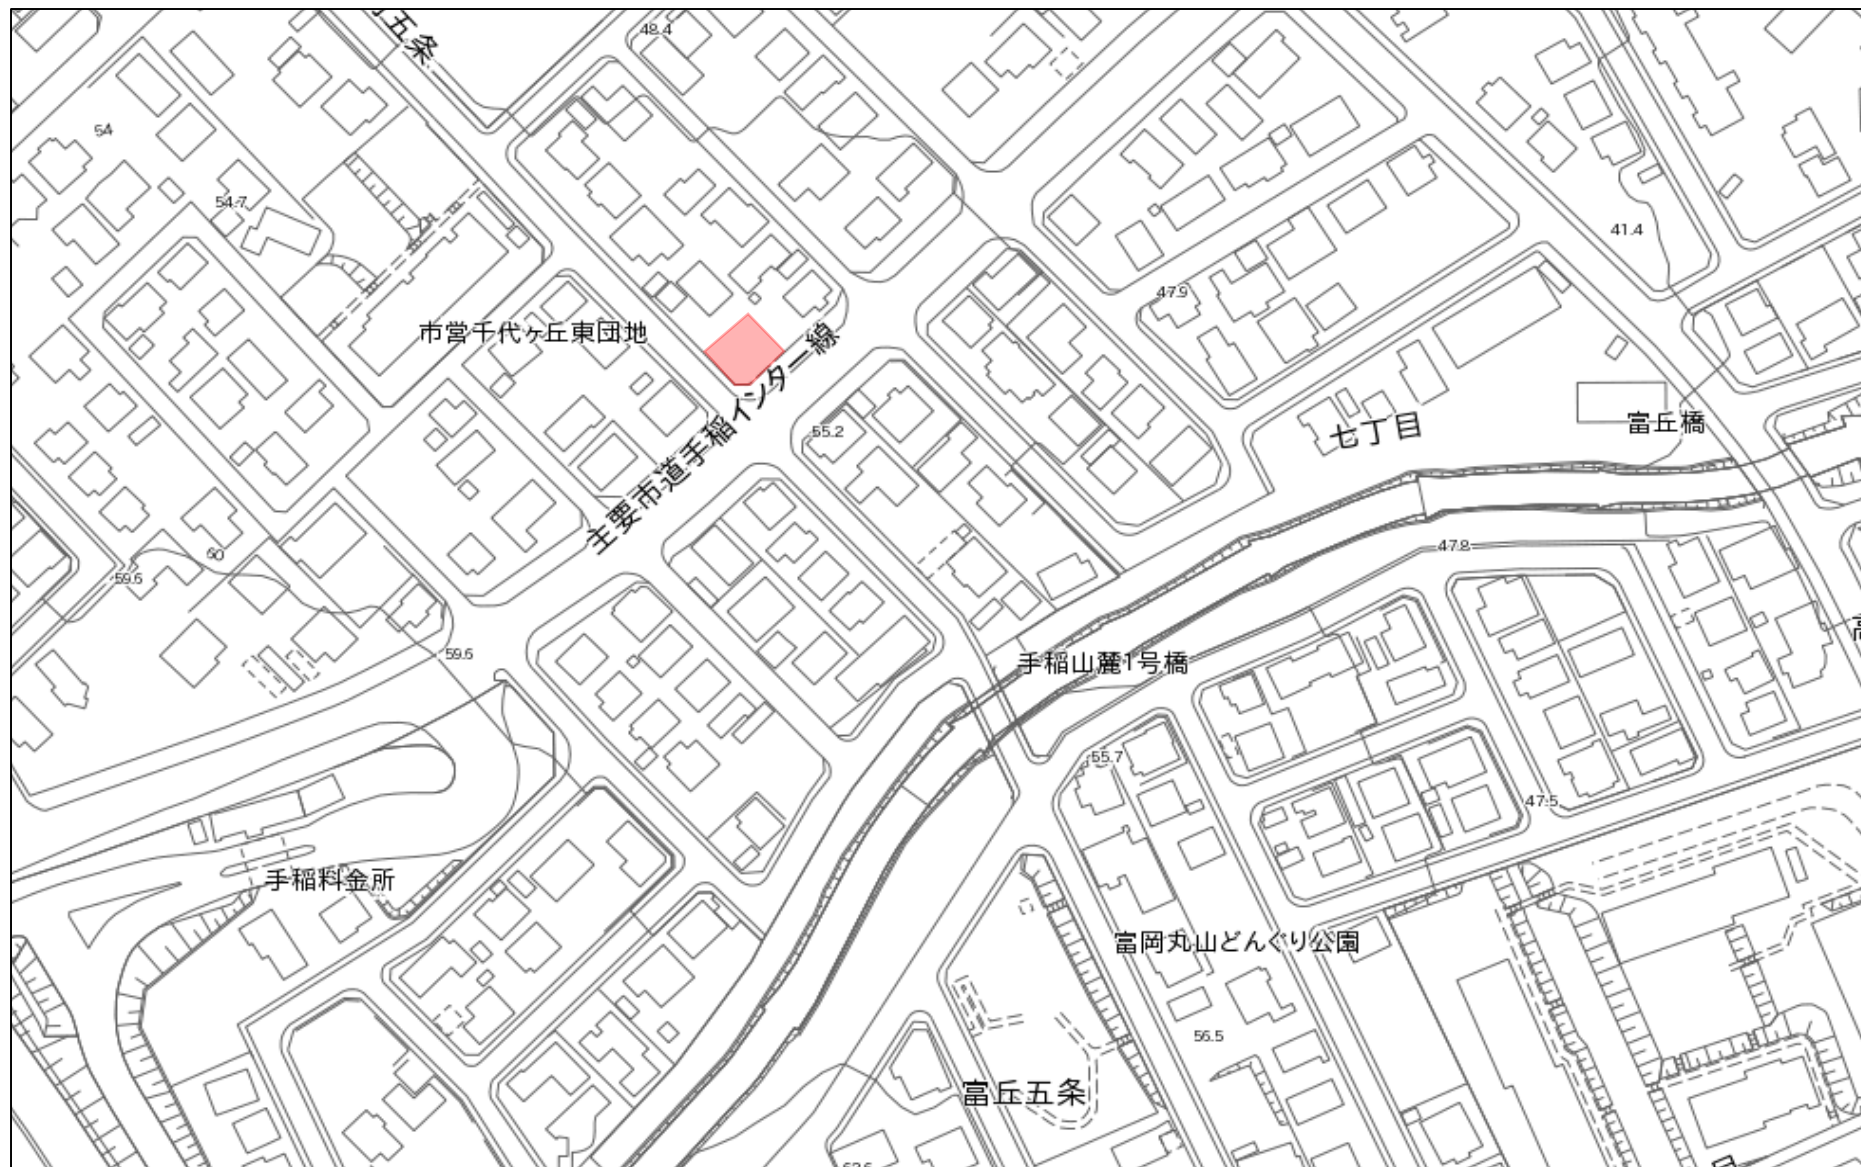 五条
48.4
54
54.7
41.4
47.9
市営千代ヶ丘東団地
主要市道手稲インター線
55.2
七丁目
富丘橋
60
59.6
47.8
59.6
手稲山麓1号橋
55.7
47.5
手稲料金所
富岡丸山どんぐり公園
56.5
富丘五条